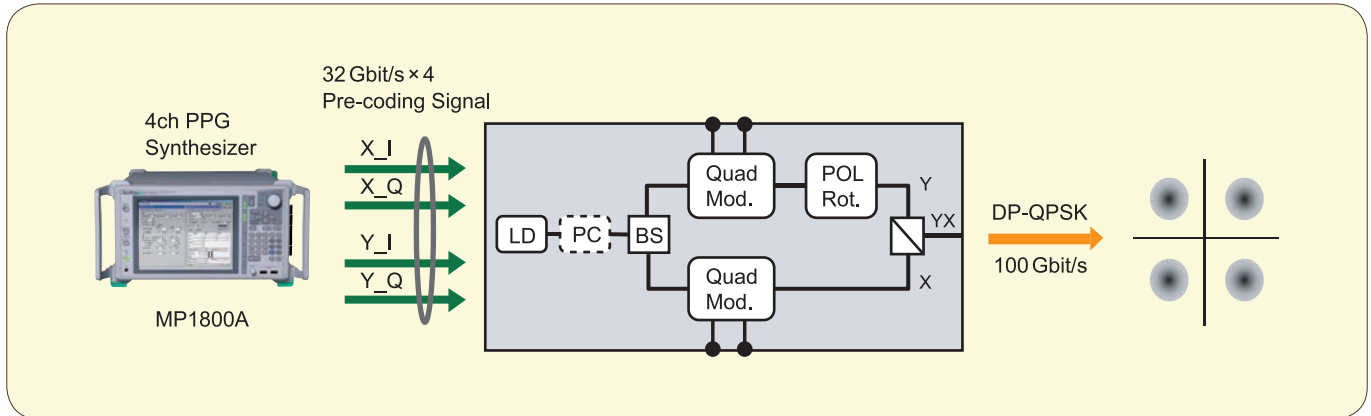 32 Gbit/s × 4
Pre-coding Signal
4ch PPG
Synthesizer
MP1800A
X_I
X_Q
Y_I
Y_Q
LD
PC
BS
Quad
Mod.
POL
Rot.
Quad
Mod.
Y
YX
X
DP-QPSK
100 Gbit/s